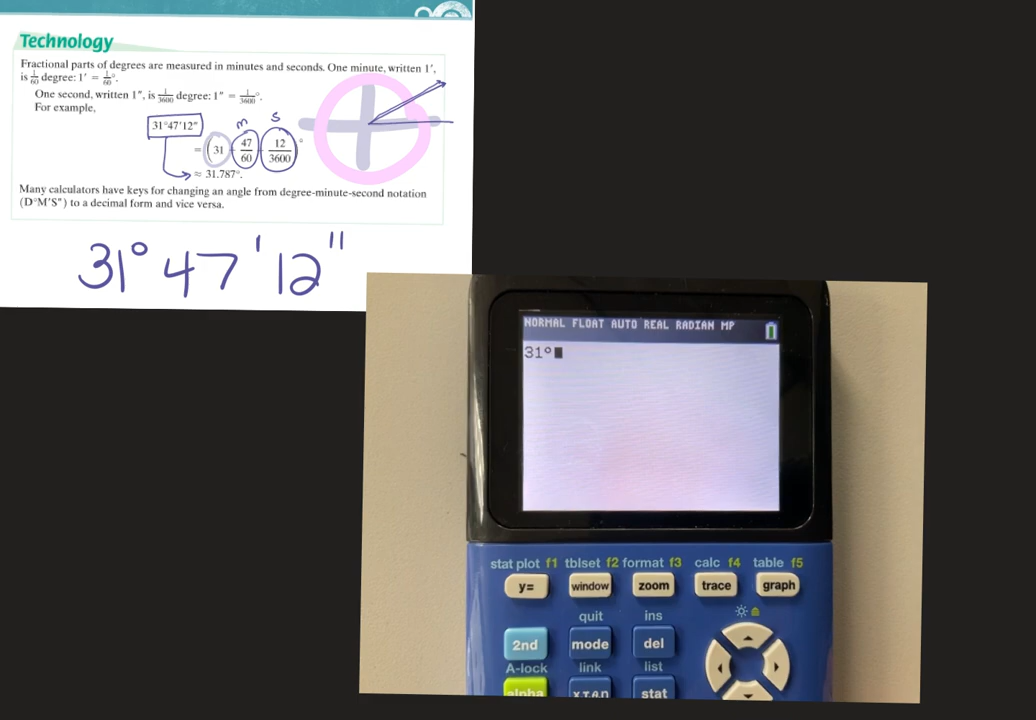 Technology
Fractional parts of degrees are measured in minutes and seconds. One minute, written 1′,
is 1/60 degree: 1′ = 1/60°.
One second, written 1″, is 1/3600 degree: 1″ = 1/3600°.
For example,
m s
31°47′12″
= (31 + 47/60 + 12/3600)°
≈ 31.787°.
Many calculators have keys for changing an angle from degree-minute-second notation
(D°M′S″) to a decimal form and vice versa.
31° 47′ 12″
NORMAL FLOAT AUTO REAL RADIAN MP
31°
stat plot f1 tblset f2 format f3 calc f4 table f5
y= window zoom trace graph
quit ins
2nd mode del
A-lock link list
alpha X,T,θ,n stat